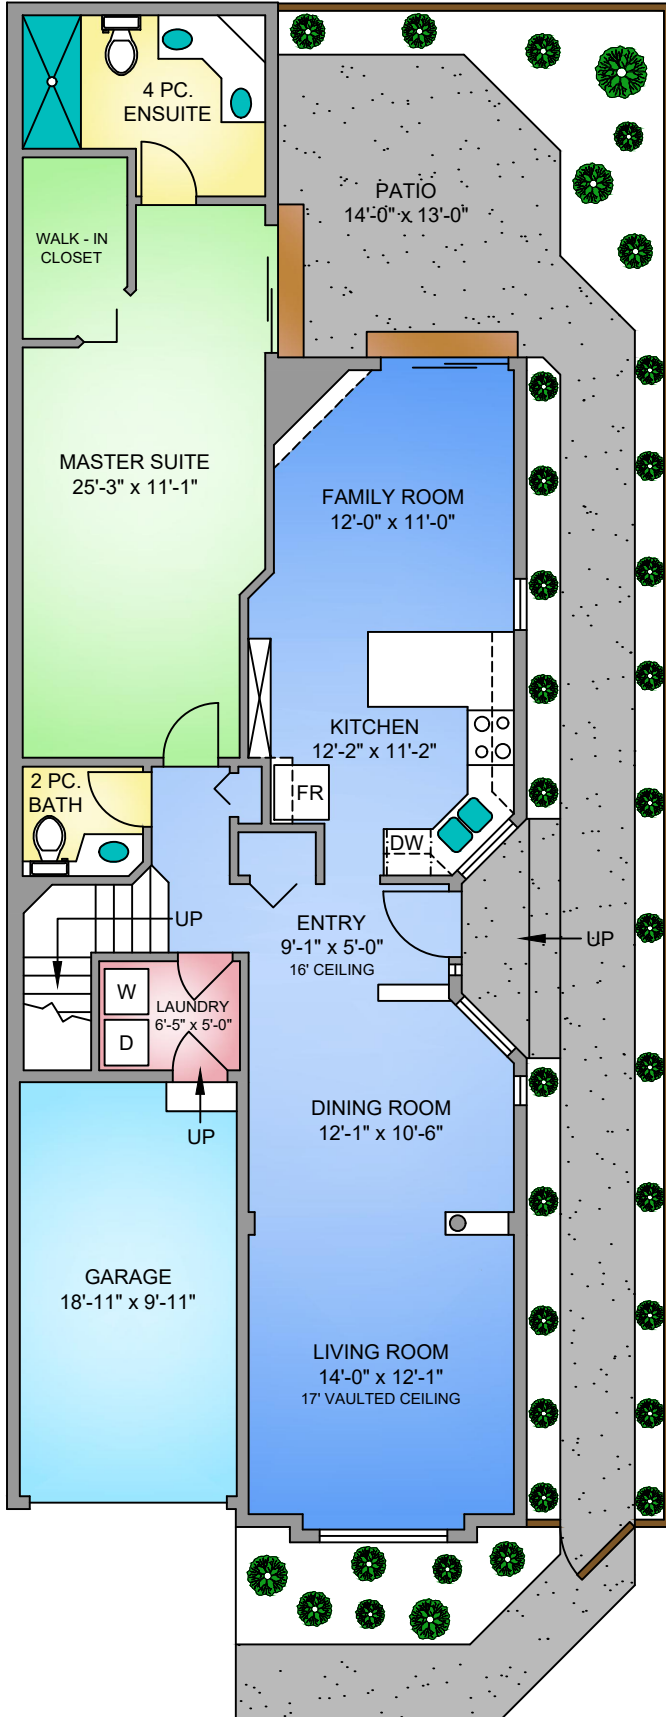 4 PC.
ENSUITE
PATIO
14'-0" x 13'-0"
WALK - IN
CLOSET
MASTER SUITE
25'-3" x 11'-1"
FAMILY ROOM
12'-0" x 11'-0"
KITCHEN
12'-2" x 11'-2"
2 PC.
BATH
FR
DW
UP
ENTRY
9'-1" x 5'-0"
16' CEILING
UP
W
LAUNDRY
6'-5" x 5'-0"
D
UP
DINING ROOM
12'-1" x 10'-6"
GARAGE
18'-11" x 9'-11"
LIVING ROOM
14'-0" x 12'-1"
17' VAULTED CEILING